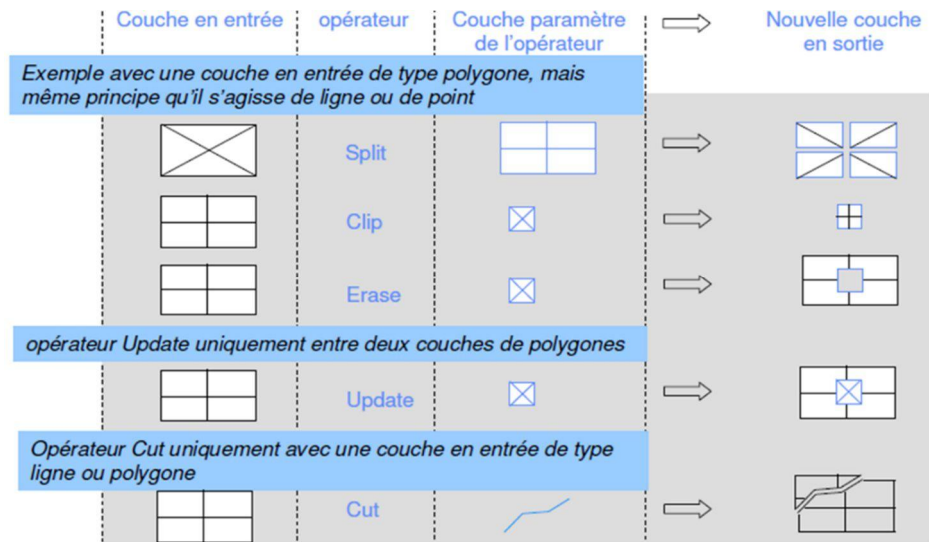 Couche en entrée
opérateur
Couche paramètre
de l'opérateur
Nouvelle couche
en sortie
Exemple avec une couche en entrée de type polygone, mais
même principe qu'il s'agisse de ligne ou de point
Split
Clip
Erase
opérateur Update uniquement entre deux couches de polygones
Update
Opérateur Cut uniquement avec une couche en entrée de type
ligne ou polygone
Cut